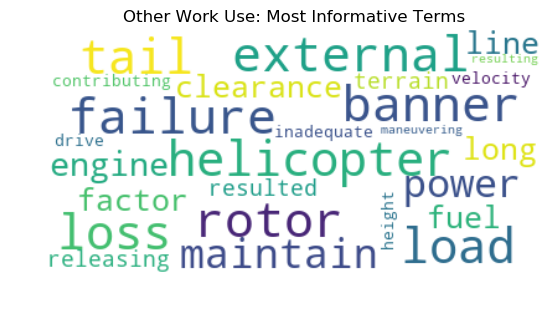 Other Work Use: Most Informative Terms
tail external line
resulting
contributing clearance terrain velocity
failure banner
inadequate maneuvering
drive
engine helicopter long
resulted power
factor height fuel
loss rotor load
releasing maintain